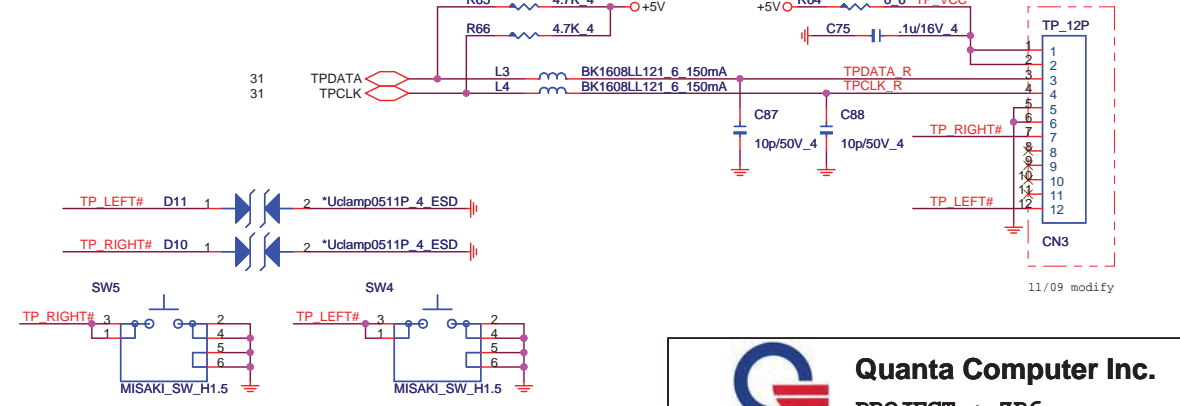 4.7K_4 +5V
+5V TP_VCC
R66 4.7K_4
C75 .1u/16V_4
TP_12P
31 TPDATA L3 BK1608LL121_6_150mA TPDATA_R
31 TPCLK L4 BK1608LL121_6_150mA TPCLK_R
C87
10p/50V_4
C88
10p/50V_4
TP_RIGHT#
TP_LEFT#
1 1
2 2
3 3
4 4
5 5
6 6
7 7
8 8
9 9
10 10
11 11
12 12
CN3
11/09 modify
TP_LEFT# D11 1 2 *Uclamp0511P_4_ESD
TP_RIGHT# D10 1 2 *Uclamp0511P_4_ESD
SW5
TP_RIGHT# 3 2
1 4
5
6
MISAKI_SW_H1.5
SW4
TP_LEFT# 3 2
1 4
5
6
MISAKI_SW_H1.5
Quanta Computer Inc.